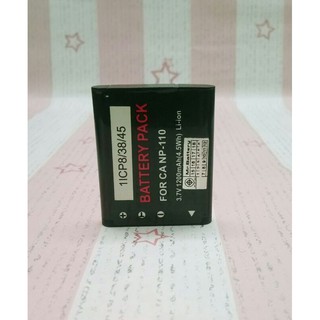 1ICP8/38/45
BATTERY PACK
FOR CA NP-110
3.7V 1200mAh(4.5Wh) Li-ion